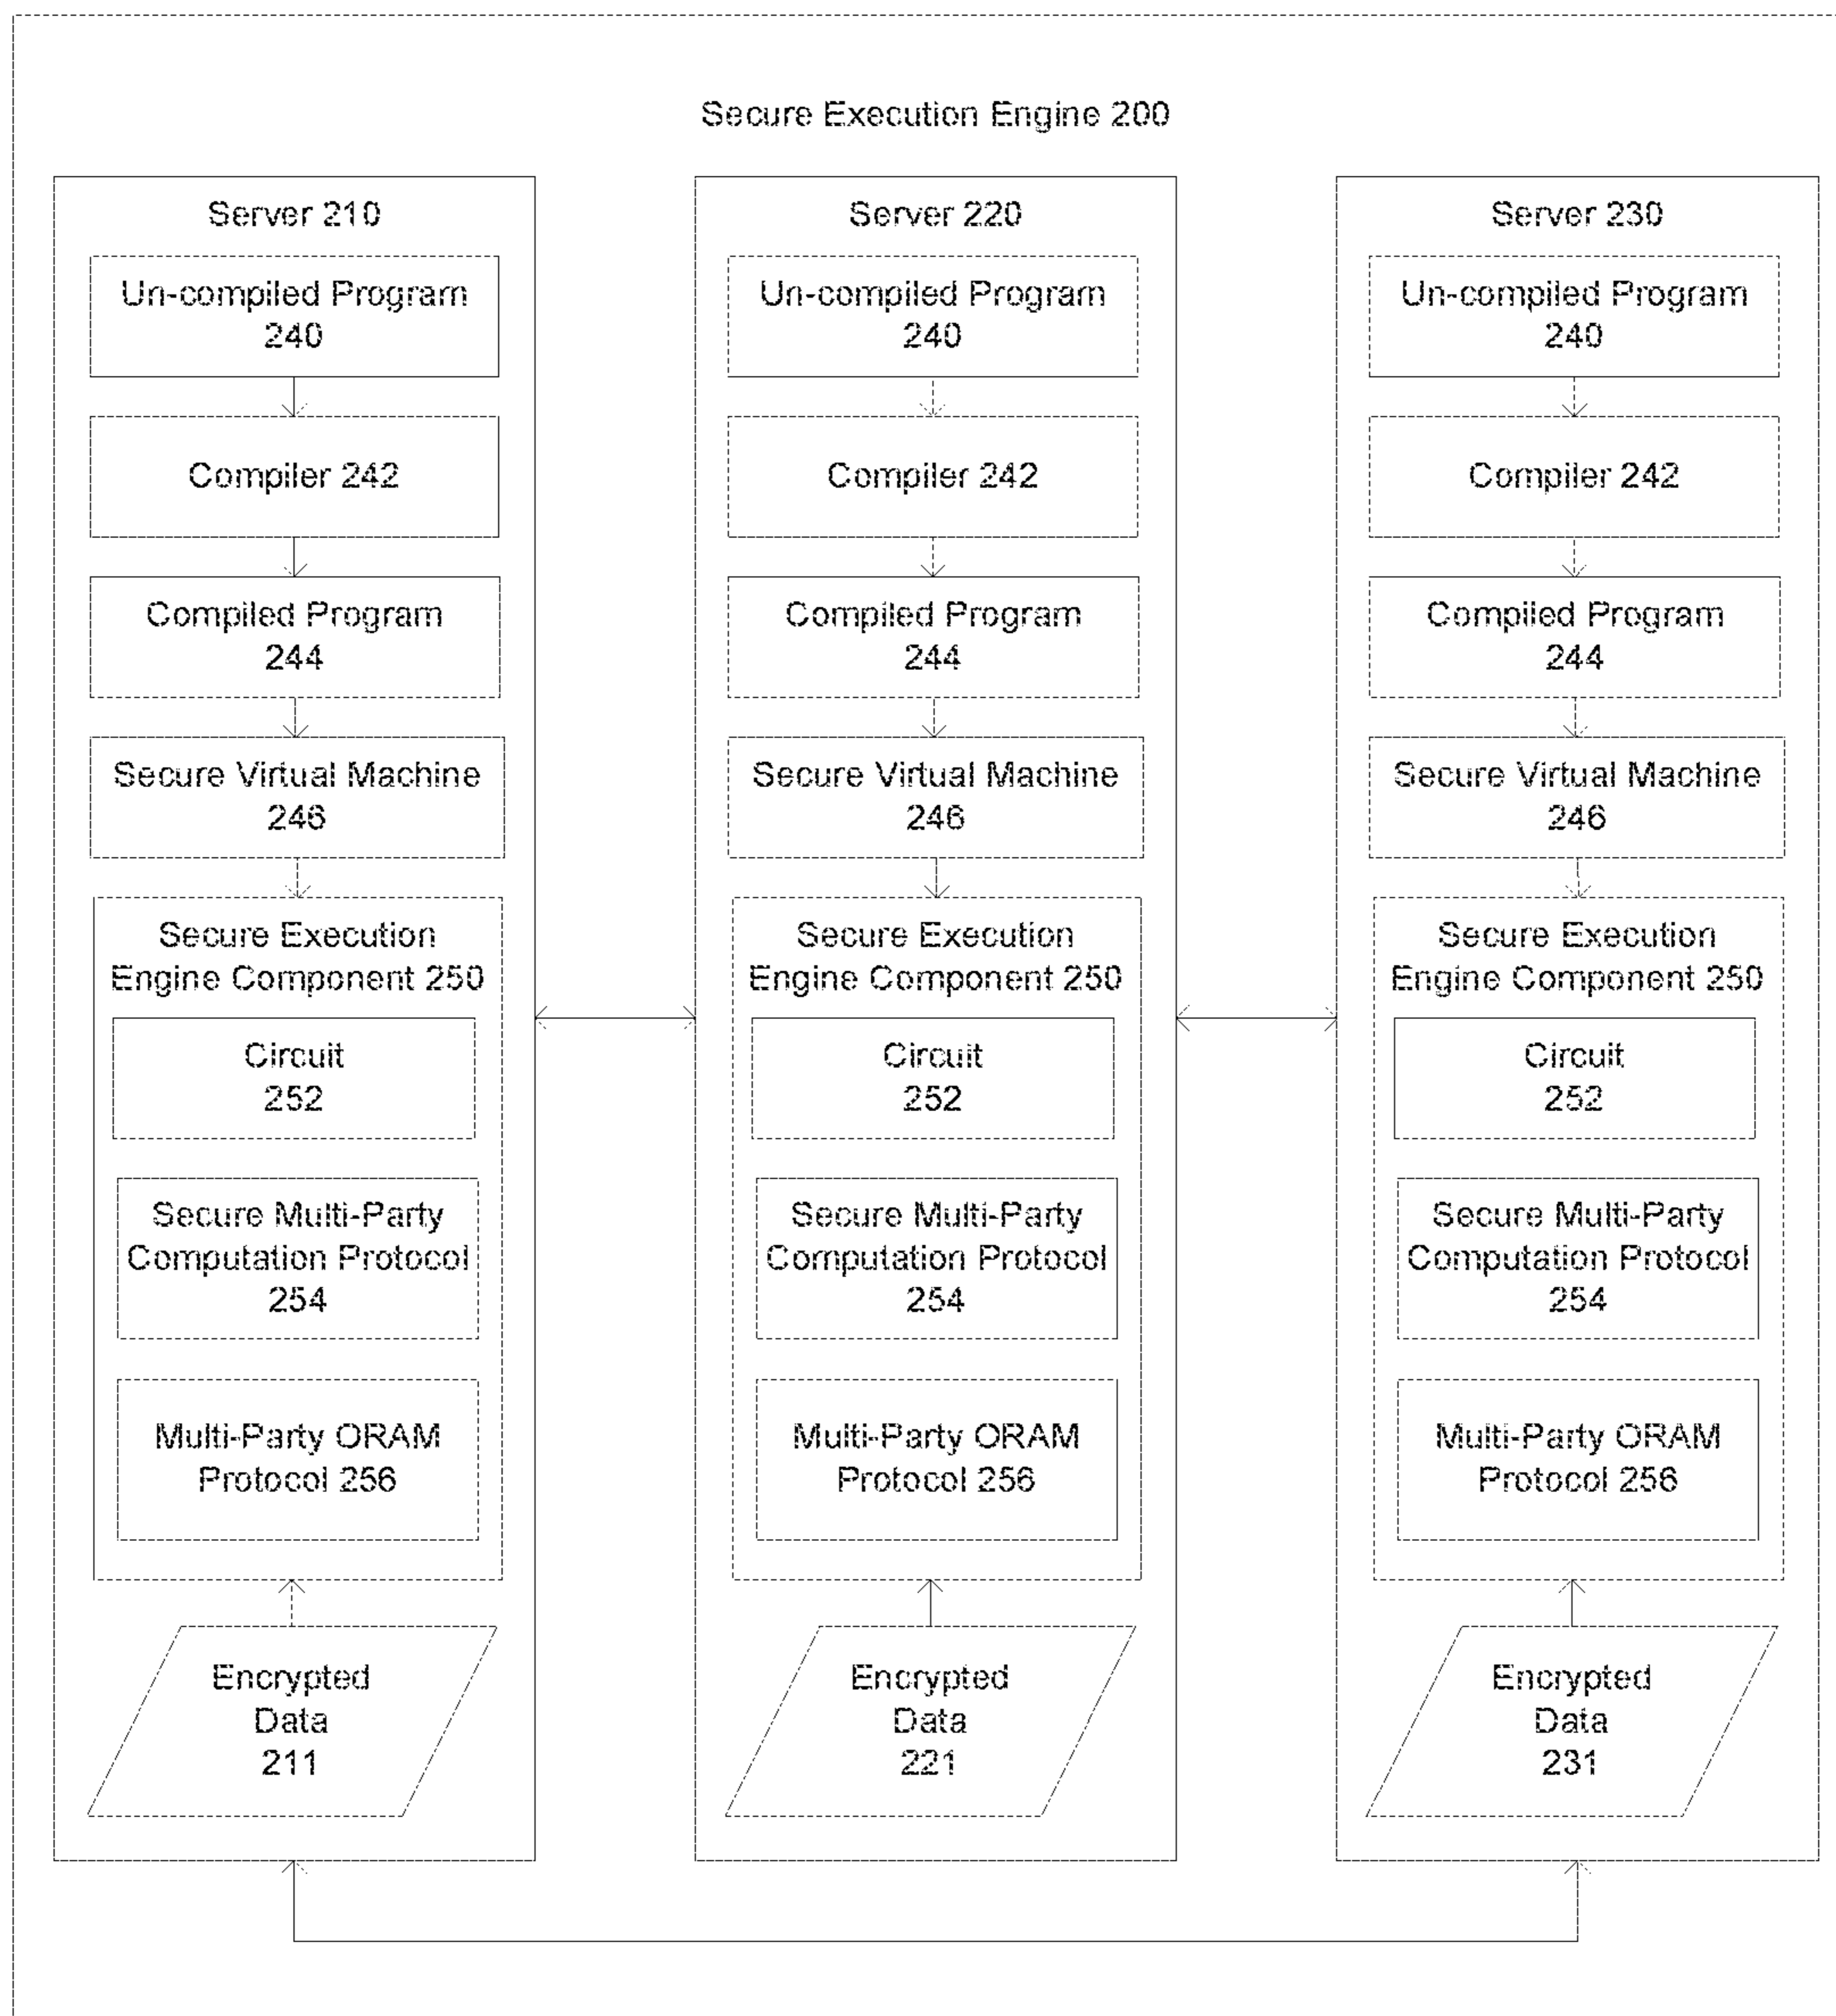 Secure Execution Engine 200
Server 210
Un-compiled Program
240
Compiler 242
Compiled Program
244
Secure Virtual Machine
246
Secure Execution
Engine Component 250
Circuit
252
Secure Multi-Party
Computation Protocol
254
Multi-Party ORAM
Protocol 256
Encrypted
Data
211
Server 220
Un-compiled Program
240
Compiler 242
Compiled Program
244
Secure Virtual Machine
246
Secure Execution
Engine Component 250
Circuit
252
Secure Multi-Party
Computation Protocol
254
Multi-Party ORAM
Protocol 256
Encrypted
Data
221
Server 230
Un-compiled Program
240
Compiler 242
Compiled Program
244
Secure Virtual Machine
246
Secure Execution
Engine Component 250
Circuit
252
Secure Multi-Party
Computation Protocol
254
Multi-Party ORAM
Protocol 256
Encrypted
Data
231